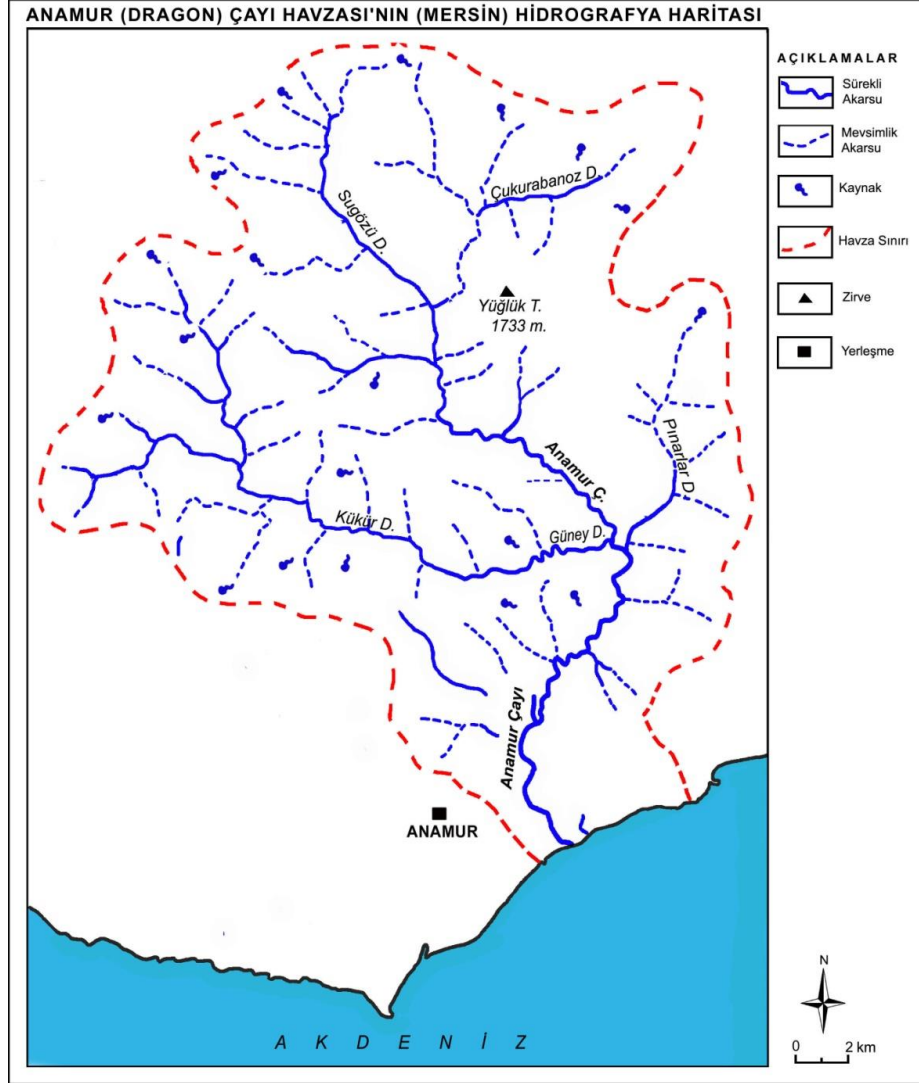 ANAMUR (DRAGON) ÇAYI HAVZASI'NIN (MERSİN) HİDROGRAFYA HARİTASI
AÇIKLAMALAR
Sürekli
Akarsu
Mevsimlik
Akarsu
Kaynak
Havza Sınırı
Zirve
Yerleşme
Çukurabanoz D.
Sugözü D.
Yüğlük T.
1733 m.
Pınarlar D.
Anamur Ç.
Kükür D.
Güney D.
Anamur Çayı
ANAMUR
AKDENİZ
N
0 2 km